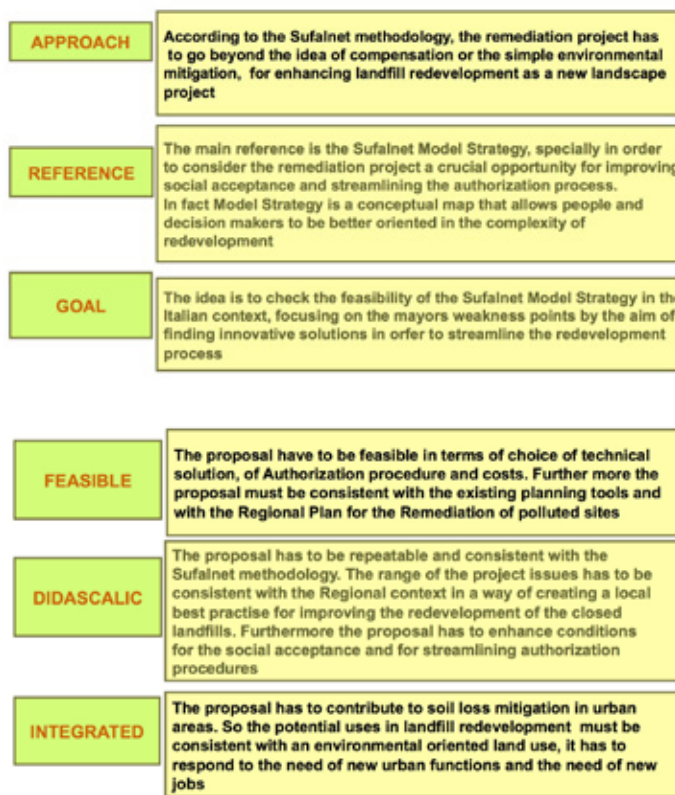 APPROACH
According to the Sufalnet methodology, the remediation project has
to go beyond the idea of compensation or the simple environmental
mitigation, for enhancing landfill redevelopment as a new landscape
project
REFERENCE
The main reference is the Sufalnet Model Strategy, specially in order
to consider the remediation project a crucial opportunity for improving
social acceptance and streamlining the authorization process.
In fact Model Strategy is a conceptual map that allows people and
decision makers to be better oriented in the complexity of
redevelopment
GOAL
The idea is to check the feasibility of the Sufalnet Model Strategy in the
Italian context, focusing on the mayors weakness points by the aim of
finding innovative solutions in orfer to streamline the redevelopment
process
FEASIBLE
The proposal have to be feasible in terms of choice of technical
solution, of Authorization procedure and costs. Further more the
proposal must be consistent with the existing planning tools and
with the Regional Plan for the Remediation of polluted sites
DIDASCALIC
The proposal has to be repeatable and consistent with the
Sufalnet methodology. The range of the project issues has to be
consistent with the Regional context in a way of creating a local
best practise for improving the redevelopment of the closed
landfills. Furthermore the proposal has to enhance conditions
for the social acceptance and for streamlining authorization
procedures
INTEGRATED
The proposal has to contribute to soil loss mitigation in urban
areas. So the potential uses in landfill redevelopment must be
consistent with an environmental oriented land use, it has to
respond to the need of new urban functions and the need of new
jobs